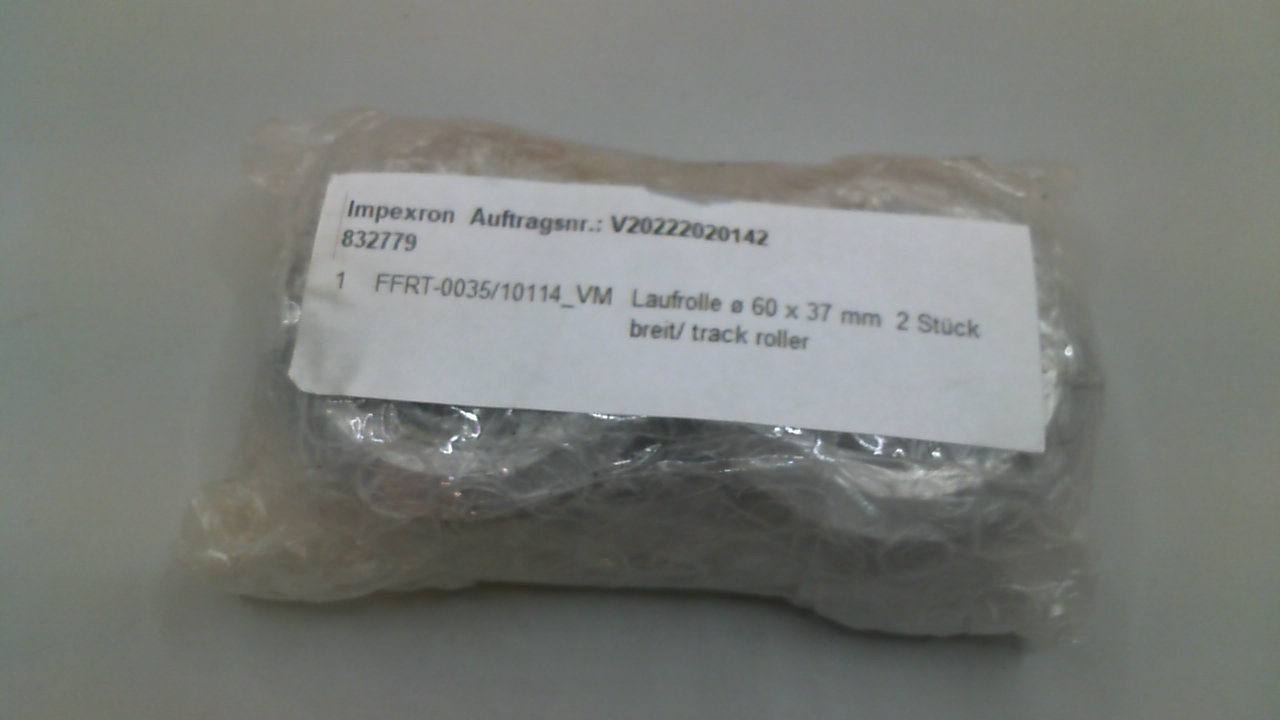 Impexron Auftragsnr.: V20222020142
832779
1 FFRT-0035/10114_VM Laufrolle ø 60 x 37 mm 2 Stück
breit/ track roller